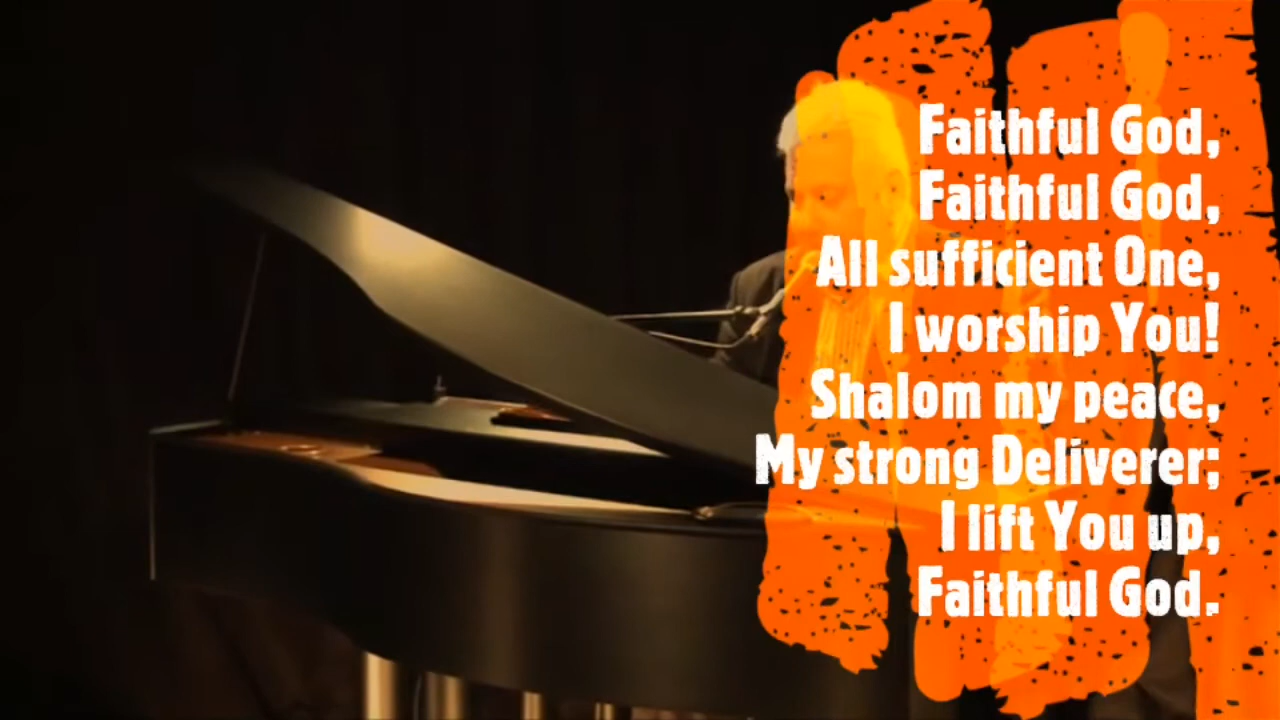 Faithful God,
Faithful God,
All sufficient One,
I worship You!
Shalom my peace,
My strong Deliverer;
I lift You up,
Faithful God.